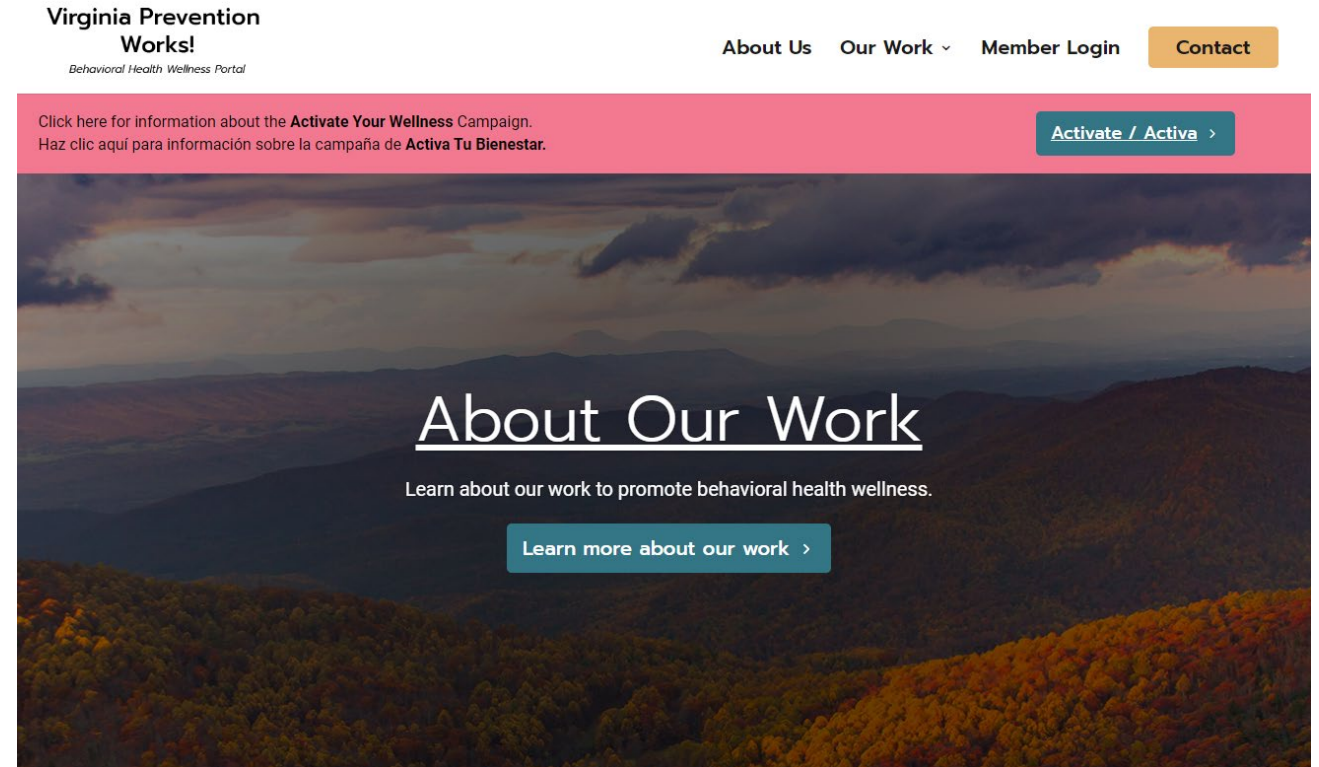 Virginia Prevention
Works!
Behavioral Health Wellness Portal
About Us Our Work Member Login Contact
Click here for information about the Activate Your Wellness Campaign.
Haz clic aquí para información sobre la campaña de Activa Tu Bienestar.
Activate / Activa
About Our Work
Learn about our work to promote behavioral health wellness.
Learn more about our work